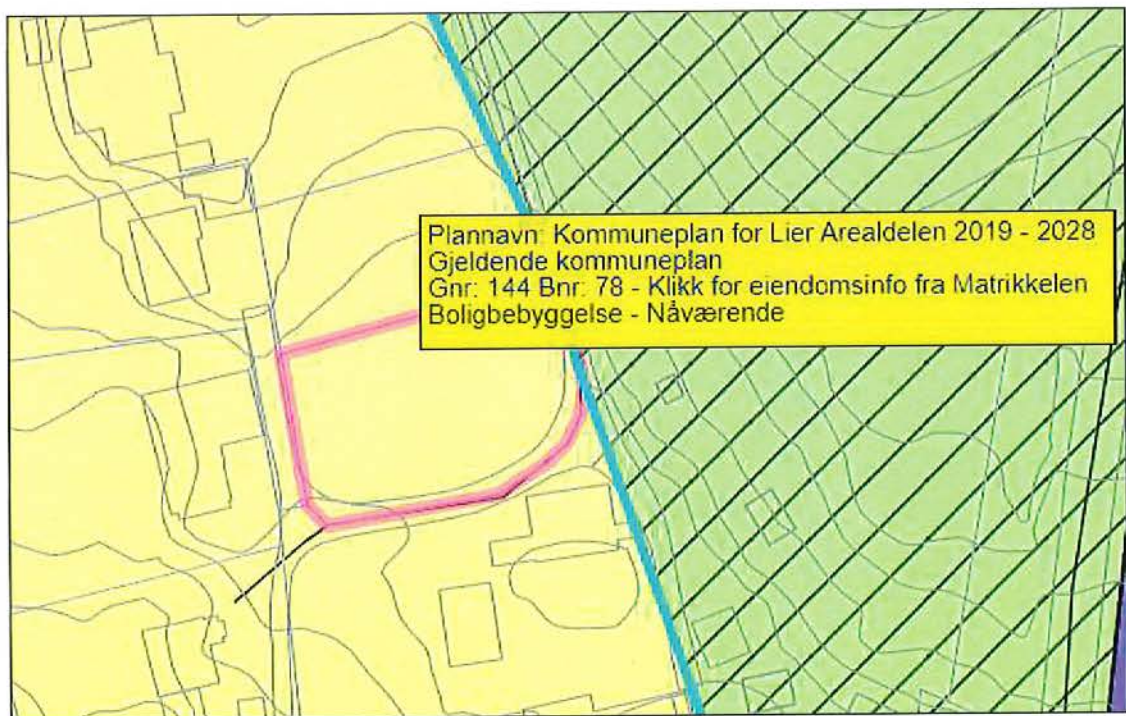 Plannavn: Kommuneplan for Lier Arealdelen 2019 - 2028
Gjeldende kommuneplan
Gnr: 144 Bnr: 78 - Klikk for eiendomsinfo fra Matrikkelen
Boligbebyggelse - Nåværende